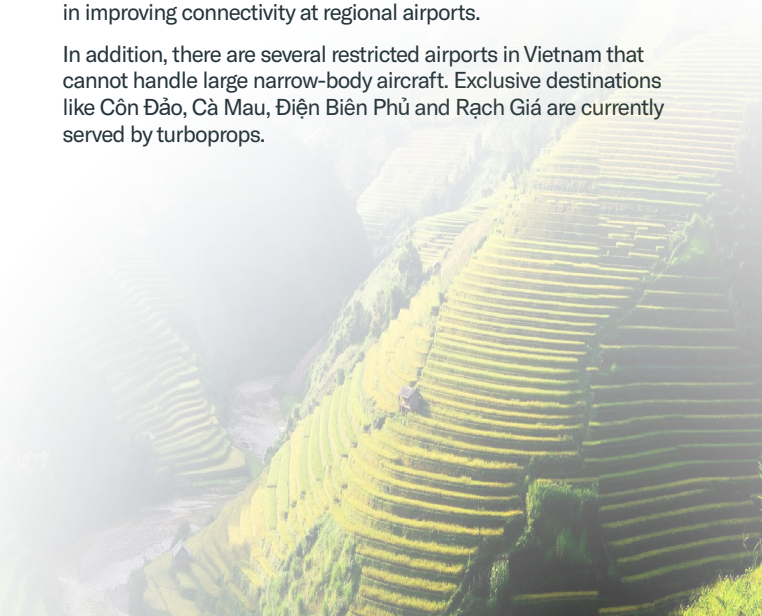 in improving connectivity at regional airports.
In addition, there are several restricted airports in Vietnam that
cannot handle large narrow-body aircraft. Exclusive destinations
like Côn Đảo, Cà Mau, Điện Biên Phủ and Rạch Giá are currently
served by turboprops.